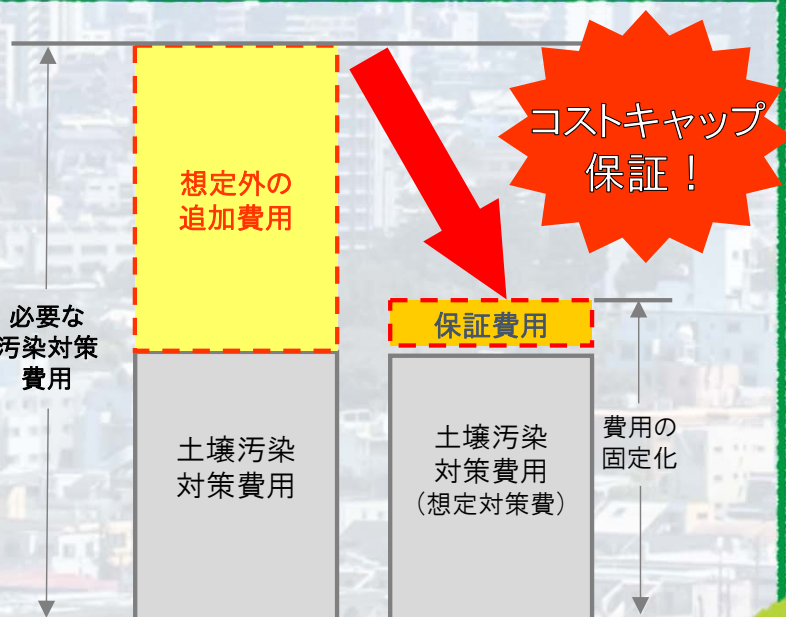 コストキャップ
保証！
想定外の
追加費用
保証費用
必要な
汚染対策
費用
土壌汚染
対策費用
土壌汚染
対策費用
（想定対策費）
費用の
固定化